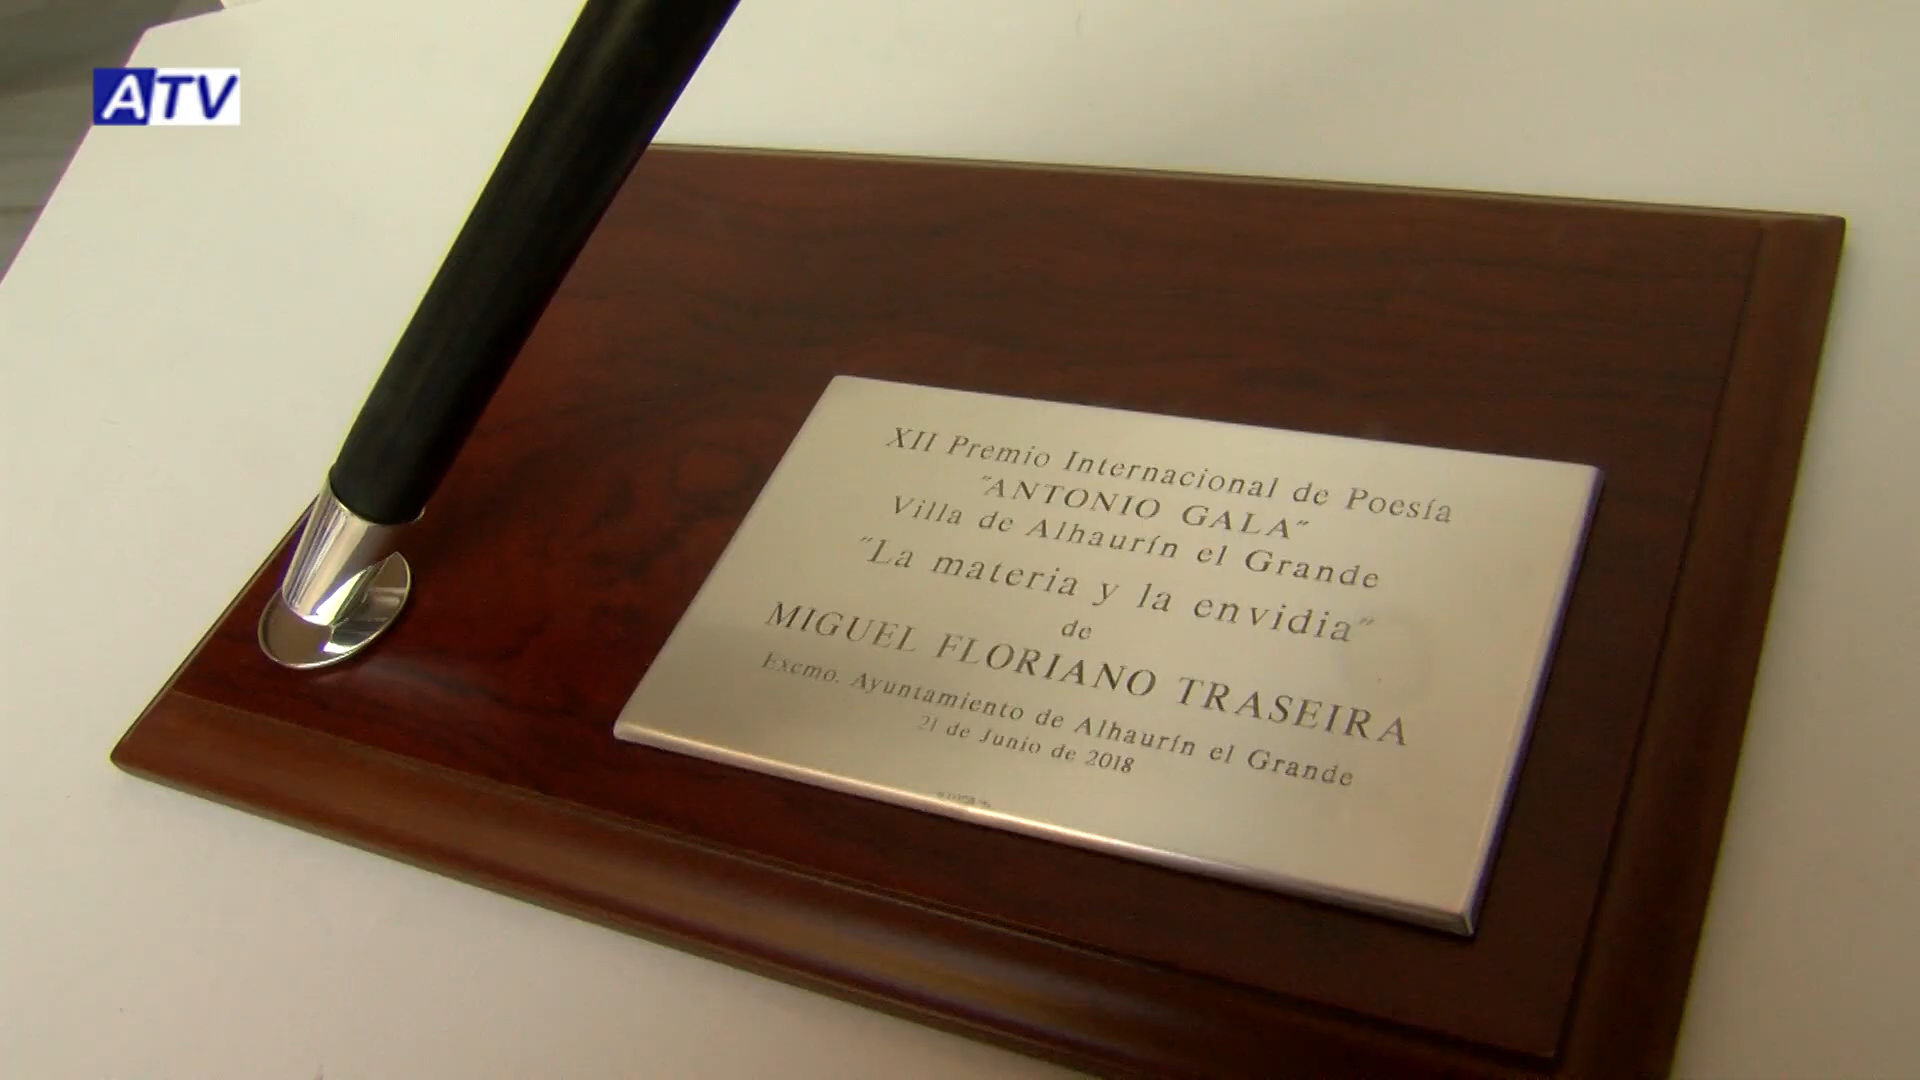 ATV
XII Premio Internacional de Poesía
"ANTONIO GALA"
Villa de Alhaurín el Grande
"La materia y la envidia"
de
MIGUEL FLORIANO TRASEIRA
Excmo. Ayuntamiento de Alhaurín el Grande
21 de Junio de 2018